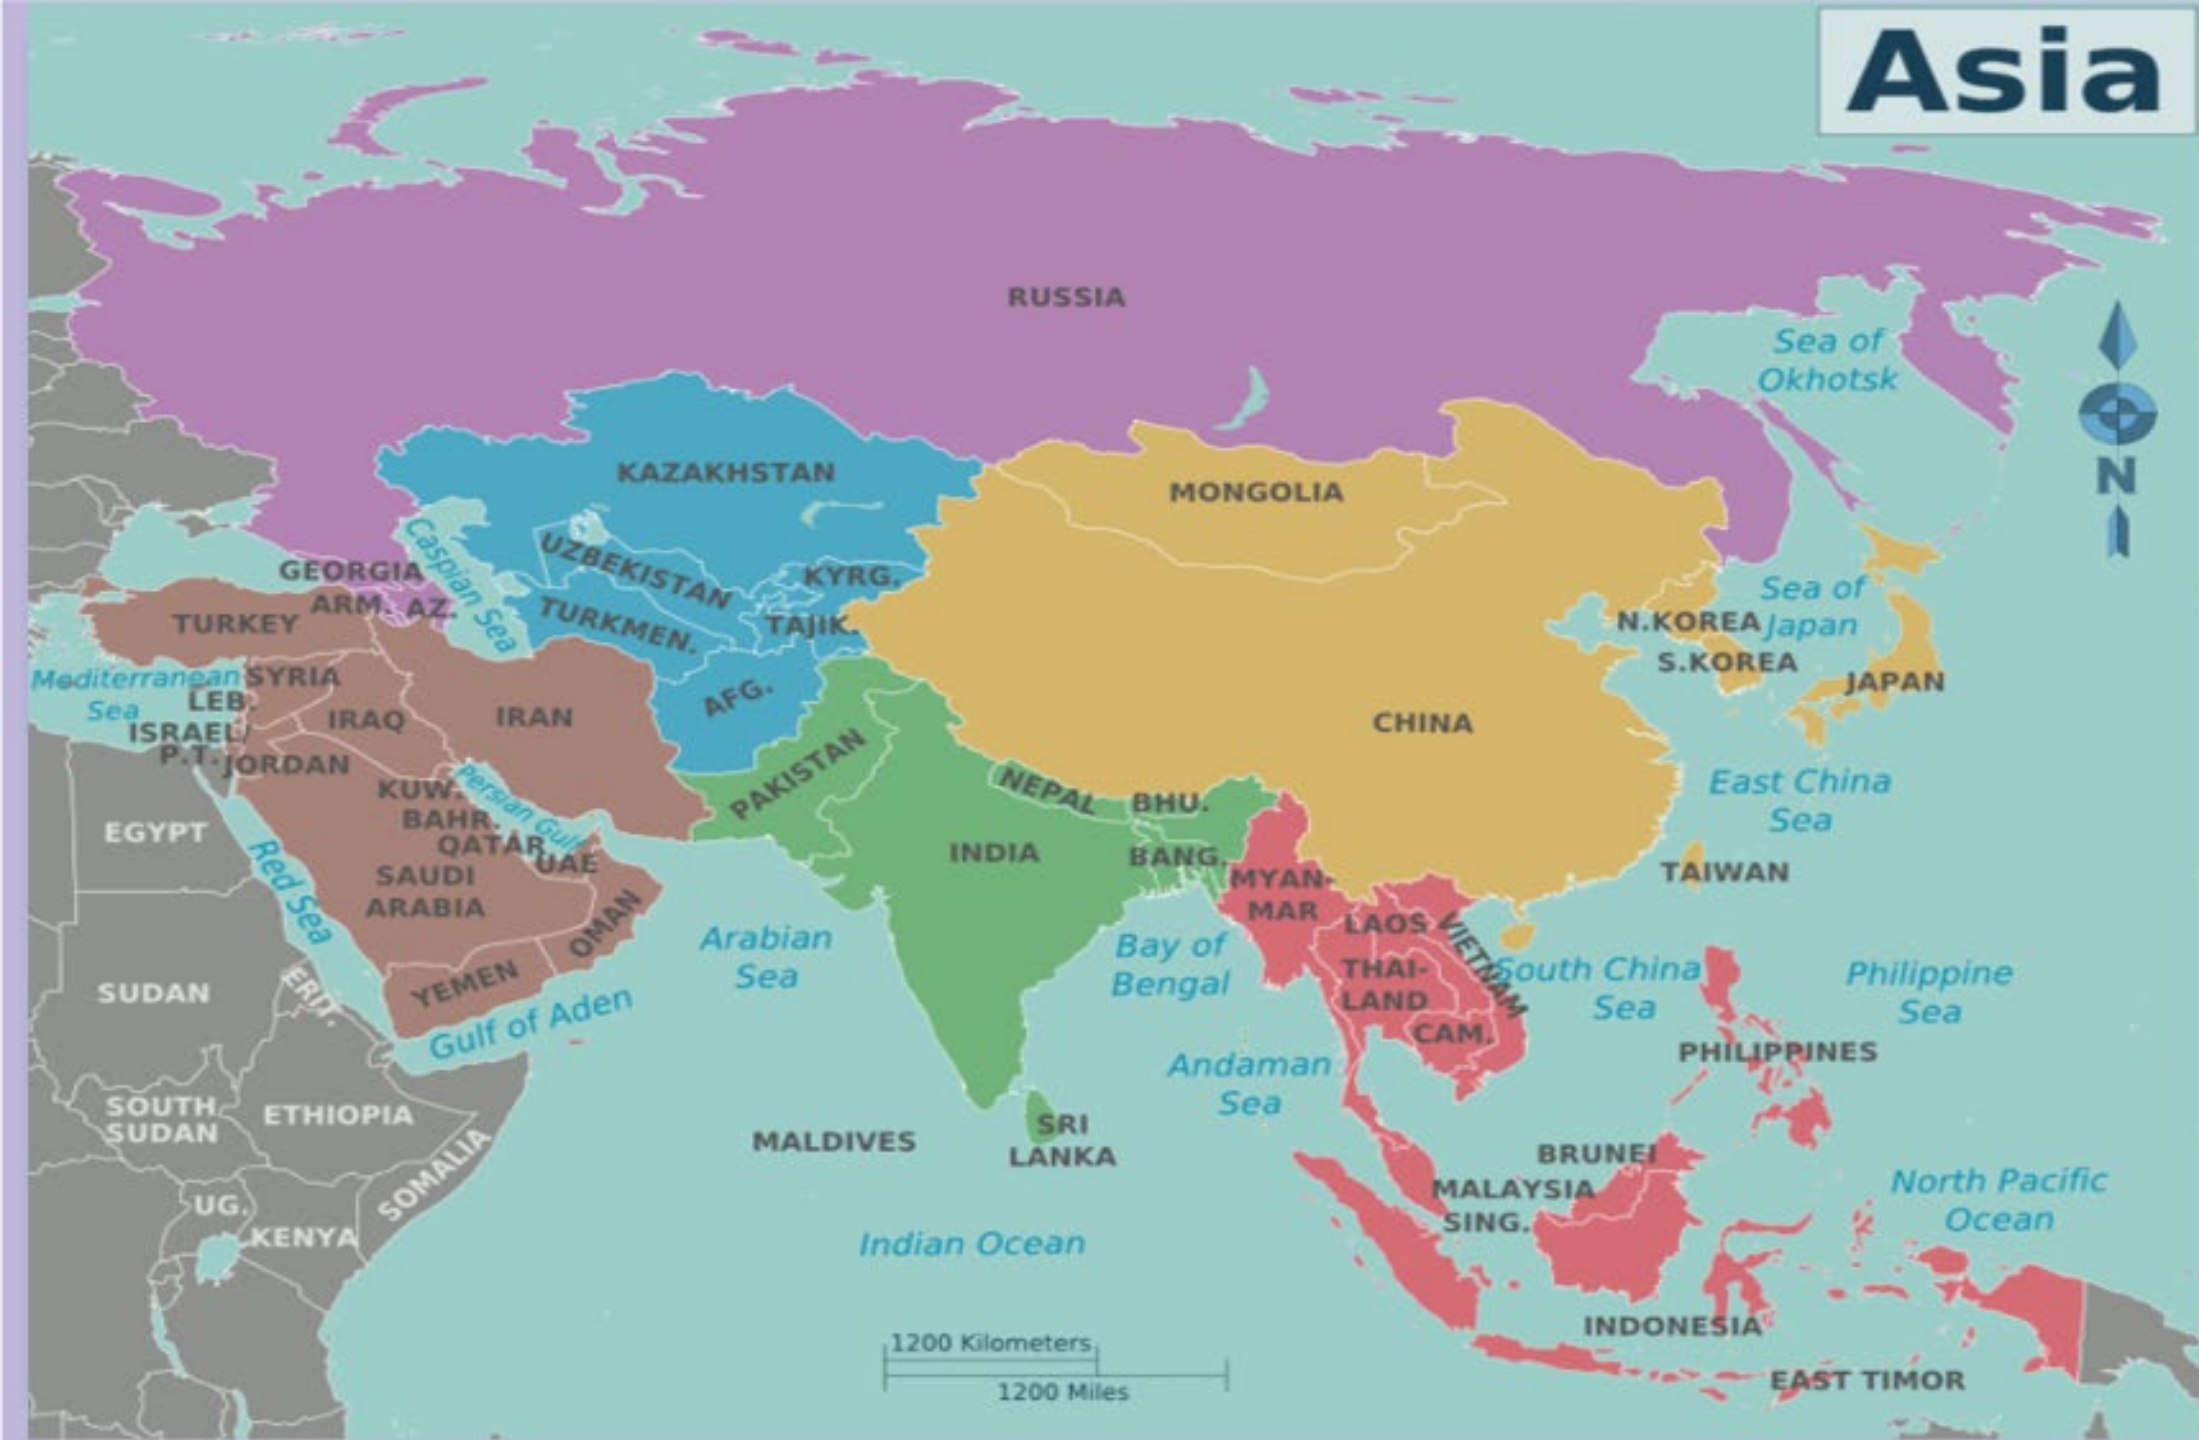 Asia
RUSSIA
Sea of
Okhotsk
N
KAZAKHSTAN
MONGOLIA
Caspian Sea
UZBEKISTAN
KYRG.
GEORGIA
ARM.
AZ.
TURKMEN.
TAJIK.
TURKEY
Sea of
Japan
N.KOREA
S.KOREA
JAPAN
Mediterranean
Sea
SYRIA
LEB.
ISRAEL/
P.T.
JORDAN
IRAQ
IRAN
AFG.
CHINA
PAKISTAN
NEPAL
BHU.
East China
Sea
KUW.
BAHR.
QATAR
UAE
Persian Gulf
EGYPT
Red Sea
SAUDI
ARABIA
OMAN
INDIA
BANG.
TAIWAN
MYAN-
MAR
LAOS
VIETNAM
Arabian
Sea
Bay of
Bengal
THAI-
LAND
CAM.
South China
Sea
Philippine
Sea
SUDAN
ERIT.
YEMEN
Gulf of Aden
PHILIPPINES
Andaman
Sea
SOUTH
SUDAN
ETHIOPIA
SOMALIA
MALDIVES
SRI
LANKA
BRUNEI
MALAYSIA
SING.
North Pacific
Ocean
UG.
KENYA
Indian Ocean
INDONESIA
EAST TIMOR
1200 Kilometers
1200 Miles